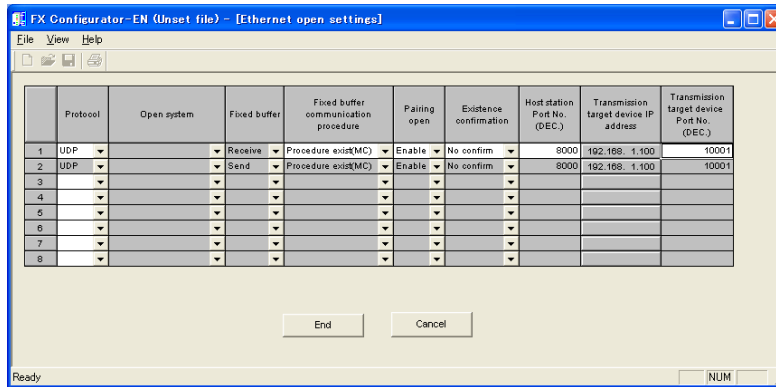 FX Configurator-EN (Unset file) - [Ethernet open settings]
File View Help
Protocol Open system Fixed buffer Fixed buffer communication procedure Pairing open Existence confirmation Host station Port No. (DEC.) Transmission target device IP address Transmission target device Port No. (DEC.)
1 UDP Receive Procedure exist(MC) Enable No confirm 8000 192.168. 1.100 10001
2 UDP Send Procedure exist(MC) Enable No confirm 8000 192.168. 1.100 10001
3
4
5
6
7
8
End Cancel
Ready NUM